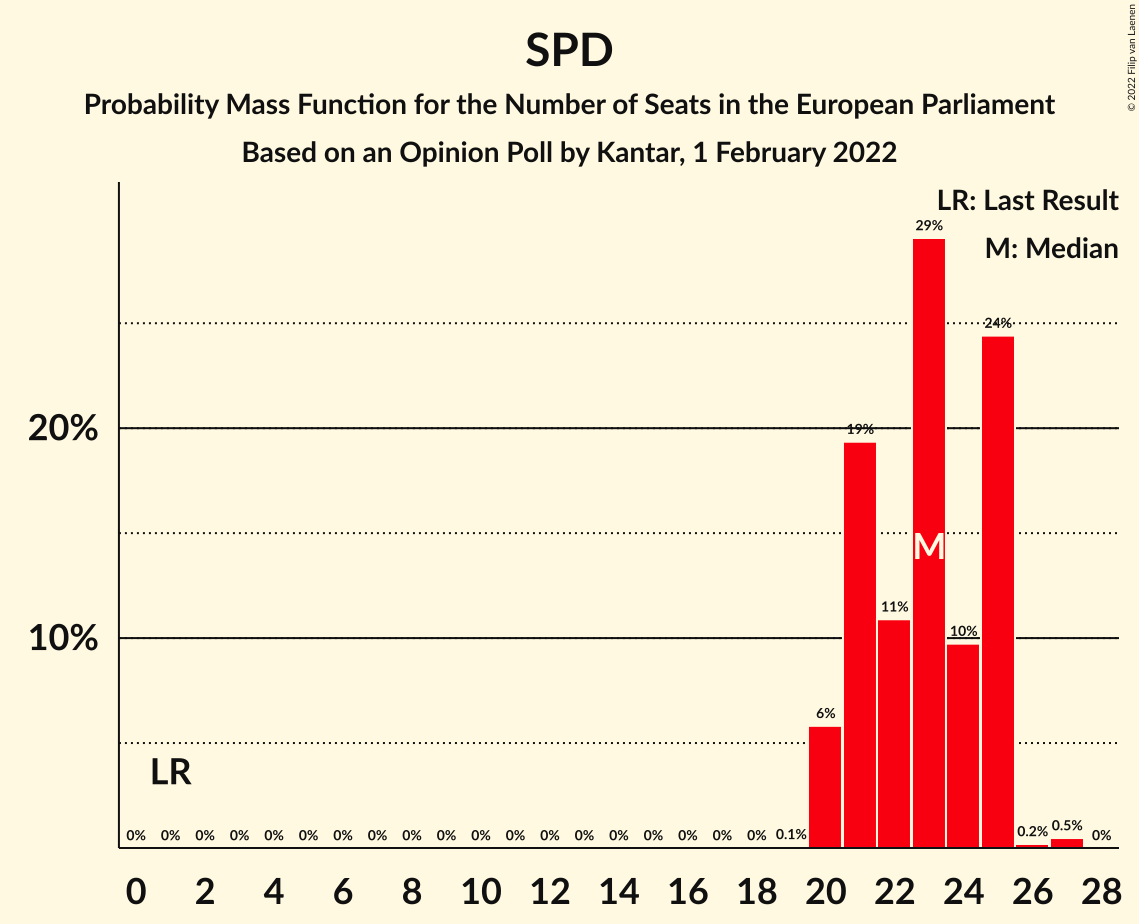 SPD
Probability Mass Function for the Number of Seats in the European Parliament
Based on an Opinion Poll by Kantar, 1 February 2022
© 2022 Filip van Laenen
LR: Last Result
M: Median
29%
24%
20%
19%
M
11%
10%
10%
6%
LR
0% 0% 0% 0% 0% 0% 0% 0% 0% 0% 0% 0% 0% 0% 0% 0% 0% 0% 0% 0.1% 0.2% 0.5% 0%
0 2 4 6 8 10 12 14 16 18 20 22 24 26 28